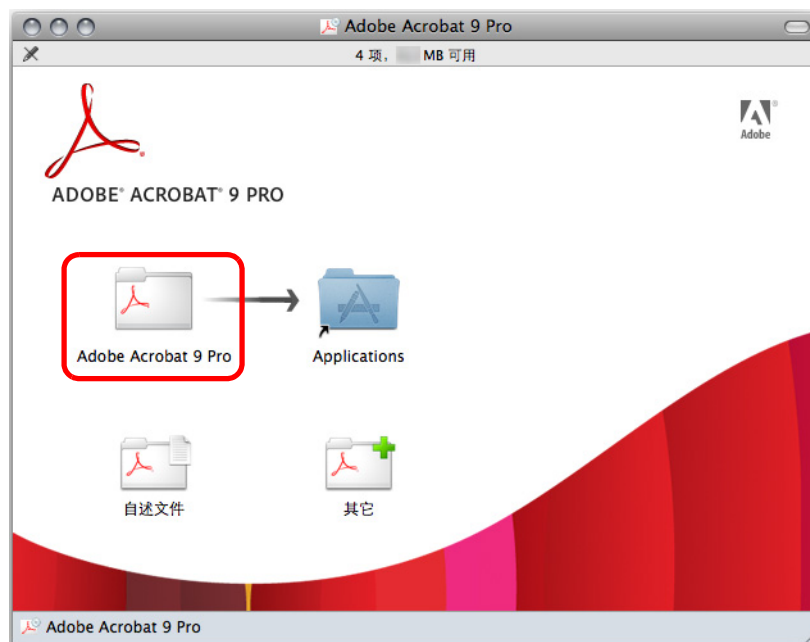 Adobe Acrobat 9 Pro
4 项， MB 可用
Adobe
ADOBE® ACROBAT® 9 PRO
Adobe Acrobat 9 Pro
Applications
自述文件
其它
Adobe Acrobat 9 Pro